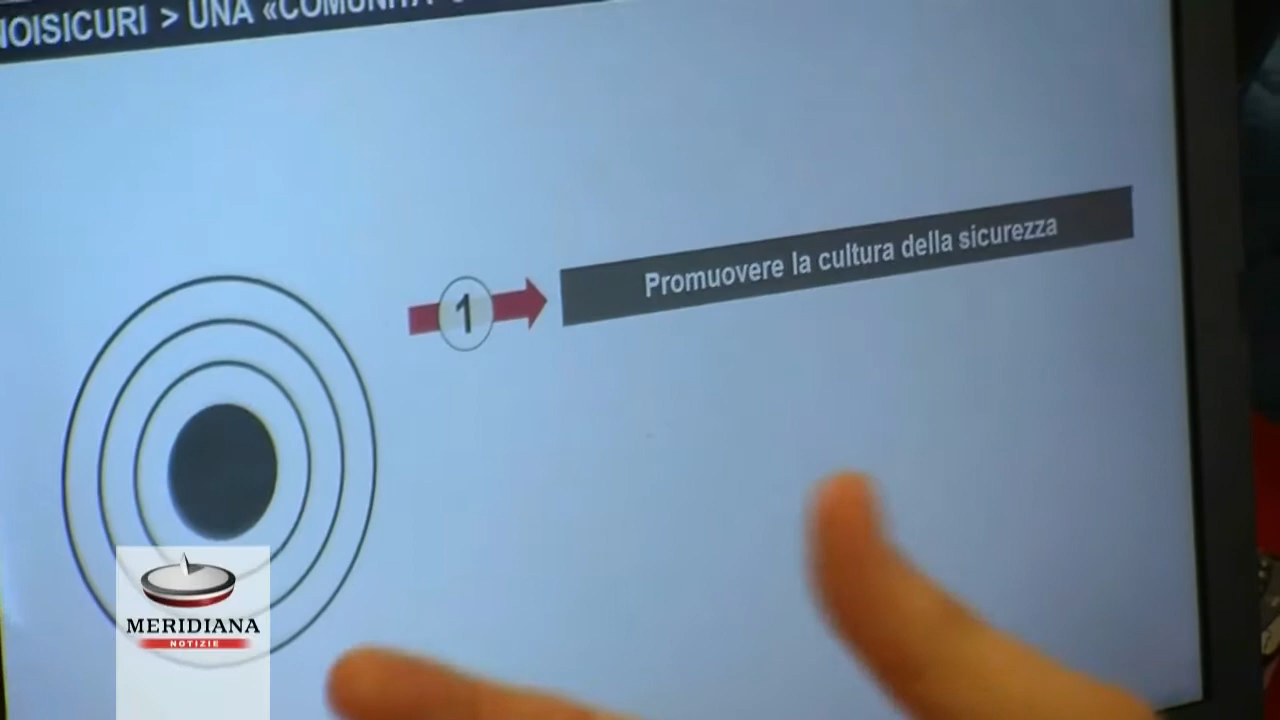 NOISICURI > UNA «COMUNITÀ
1
Promuovere la cultura della sicurezza
MERIDIANA
NOTIZIE